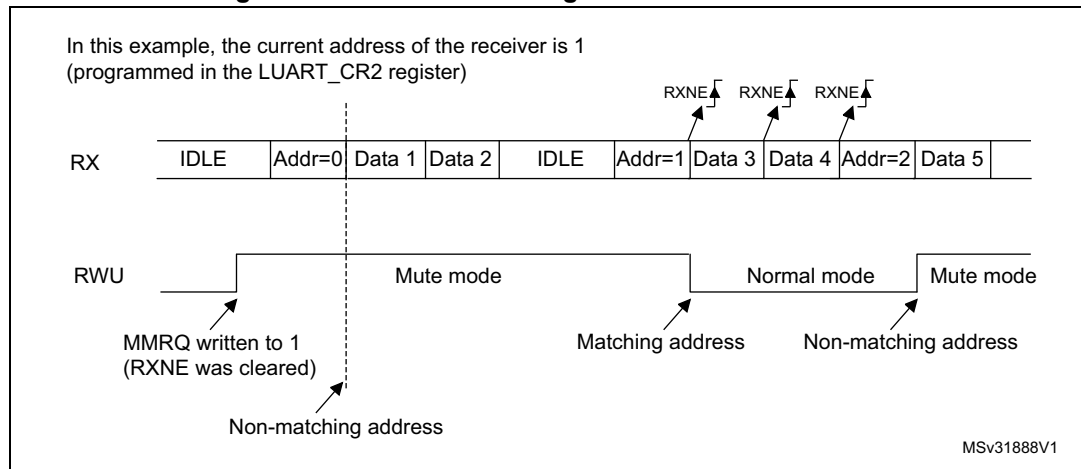 In this example, the current address of the receiver is 1
(programmed in the LUART_CR2 register)
RXNE RXNE RXNE
RX IDLE Addr=0 Data 1 Data 2 IDLE Addr=1 Data 3 Data 4 Addr=2 Data 5
RWU Mute mode Normal mode Mute mode
MMRQ written to 1 Matching address Non-matching address
(RXNE was cleared)
Non-matching address
MSv31888V1